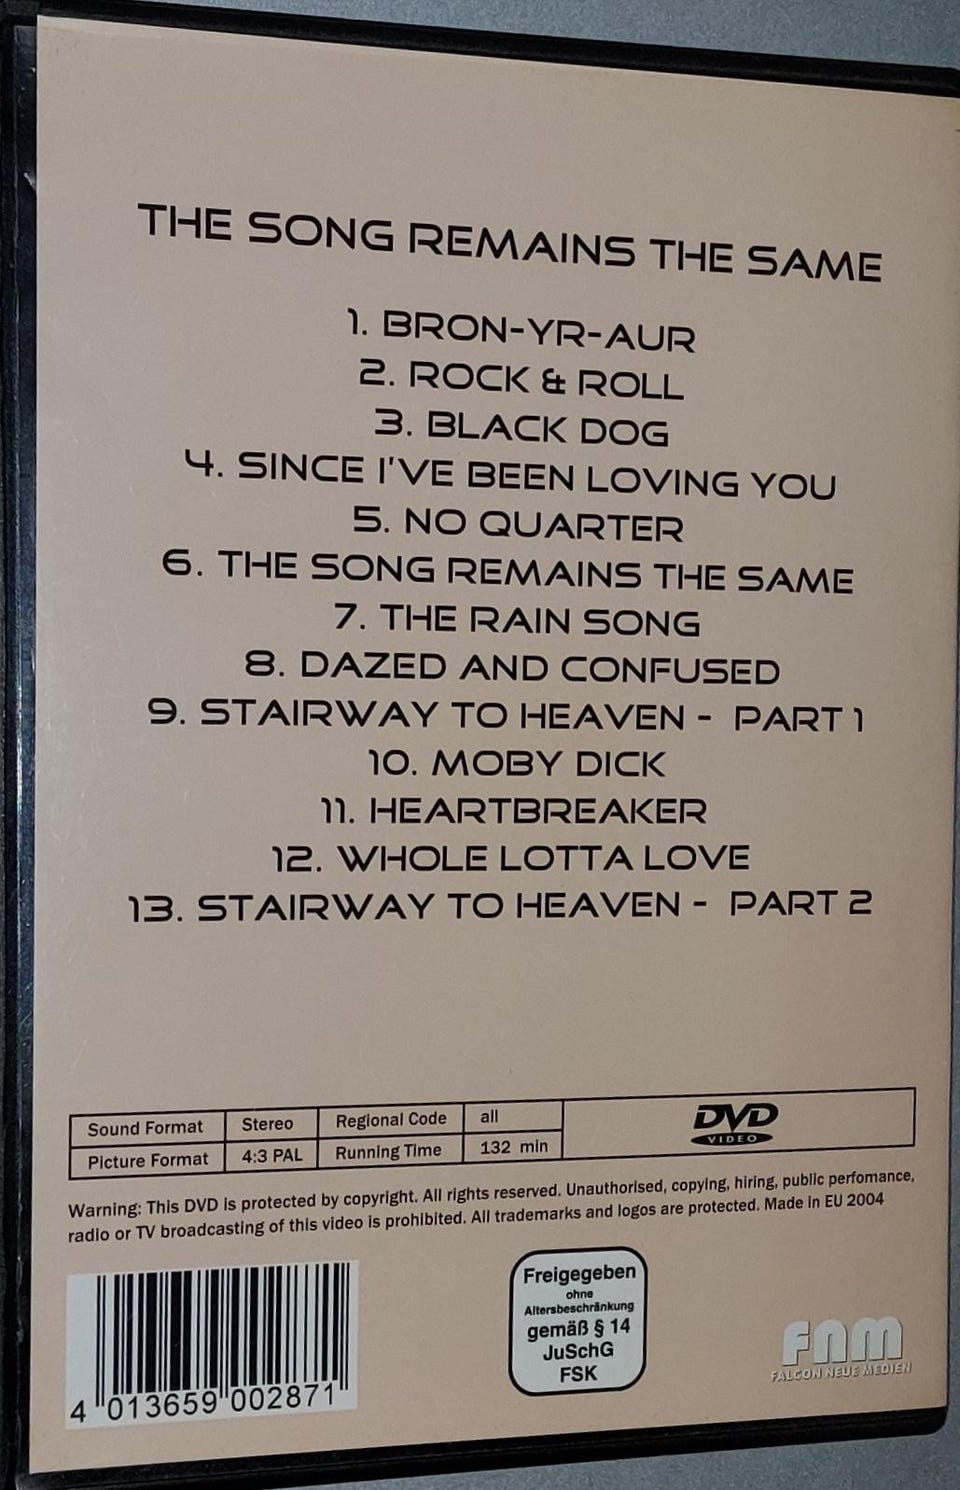 THE SONG REMAINS THE SAME
1. BRON-YR-AUR
2. ROCK & ROLL
3. BLACK DOG
4. SINCE I'VE BEEN LOVING YOU
5. NO QUARTER
6. THE SONG REMAINS THE SAME
7. THE RAIN SONG
8. DAZED AND CONFUSED
9. STAIRWAY TO HEAVEN - PART 1
10. MOBY DICK
11. HEARTBREAKER
12. WHOLE LOTTA LOVE
13. STAIRWAY TO HEAVEN - PART 2
Sound Format Stereo Regional Code all
Picture Format 4:3 PAL Running Time 132 min
DVD
VIDEO
Warning: This DVD is protected by copyright. All rights reserved. Unauthorised, copying, hiring, public perfomance,
radio or TV broadcasting of this video is prohibited. All trademarks and logos are protected. Made in EU 2004
4 013659 002871
Freigegeben
ohne
Altersbeschränkung
gemäß § 14
JuSchG
FSK
FNM
FALCON NEUE MEDIEN